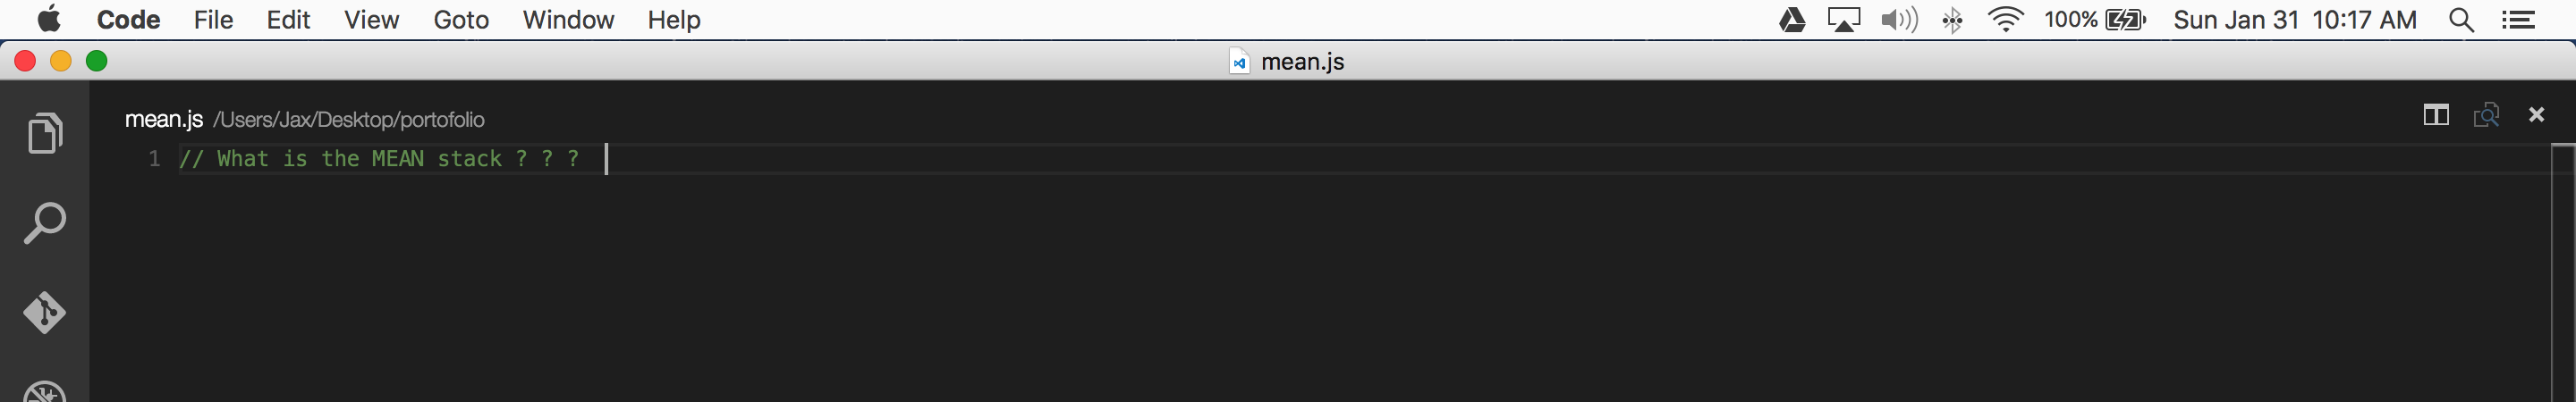 Code File Edit View Goto Window Help 100% Sun Jan 31 10:17 AM
mean.js
mean.js /Users/Jax/Desktop/portofolio
1 // What is the MEAN stack ? ? ?